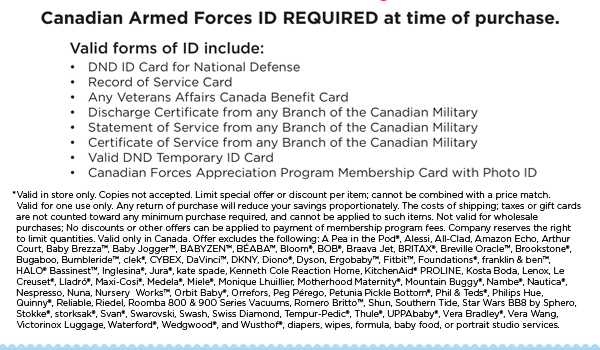 Canadian Armed Forces ID REQUIRED at time of purchase.
Valid forms of ID include:
• DND ID Card for National Defense
• Record of Service Card
• Any Veterans Affairs Canada Benefit Card
• Discharge Certificate from any Branch of the Canadian Military
• Statement of Service from any Branch of the Canadian Military
• Certificate of Service from any Branch of the Canadian Military
• Valid DND Temporary ID Card
• Canadian Forces Appreciation Program Membership Card with Photo ID
*Valid in store only. Copies not accepted. Limit special offer or discount per item; cannot be combined with a price match.
Valid for one use only. Any return of purchase will reduce your savings proportionately. The costs of shipping; taxes or gift cards
are not counted toward any minimum purchase required, and cannot be applied to such items. Not valid for wholesale
purchases; No discounts or other offers can be applied to payment of membership program fees. Company reserves the right
to limit quantities. Valid only in Canada. Offer excludes the following: A Pea in the Pod®, Alessi, All-Clad, Amazon Echo, Arthur
Court, Baby Brezza™, Baby Jogger™, BABYZEN™, BÉABA™, Bloom®, BOB®, Braava Jet, BRITAX®, Breville Oracle™, Brookstone®,
Bugaboo, Bumbleride™, clek®, CYBEX, DaVinci™, DKNY, Diono®, Dyson, Ergobaby™, Fitbit™, Foundations®, franklin & ben™,
HALO® Bassinest™, Inglesina®, Jura®, kate spade, Kenneth Cole Reaction Home, KitchenAid® PROLINE, Kosta Boda, Lenox, Le
Creuset®, Lladró®, Maxi-Cosi®, Medela®, Miele®, Monique Lhuillier, Motherhood Maternity®, Mountain Buggy®, Nambe®, Nautica®,
Nespresso, Nuna, Nursery Works™, Orbit Baby®, Orrefors, Peg Pérego, Petunia Pickle Bottom®, Phil & Teds®, Philips Hue,
Quinny®, Reliable, Riedel, Roomba 800 & 900 Series Vacuums, Romero Britto™, Shun, Southern Tide, Star Wars BB8 by Sphero,
Stokke®, storksak®, Svan®, Swarovski, Swash, Swiss Diamond, Tempur-Pedic®, Thule®, UPPAbaby®, Vera Bradley®, Vera Wang,
Victorinox Luggage, Waterford®, Wedgwood®, and Wusthof®, diapers, wipes, formula, baby food, or portrait studio services.